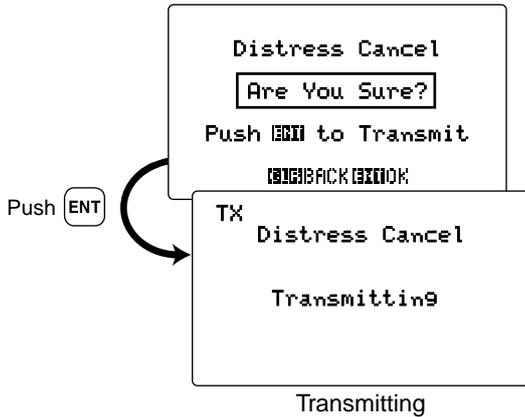 Distress Cancel
Are You Sure?
Push ENT to Transmit
BACK ENT OK
Push ENT
TX
Distress Cancel
Transmitting
Transmitting